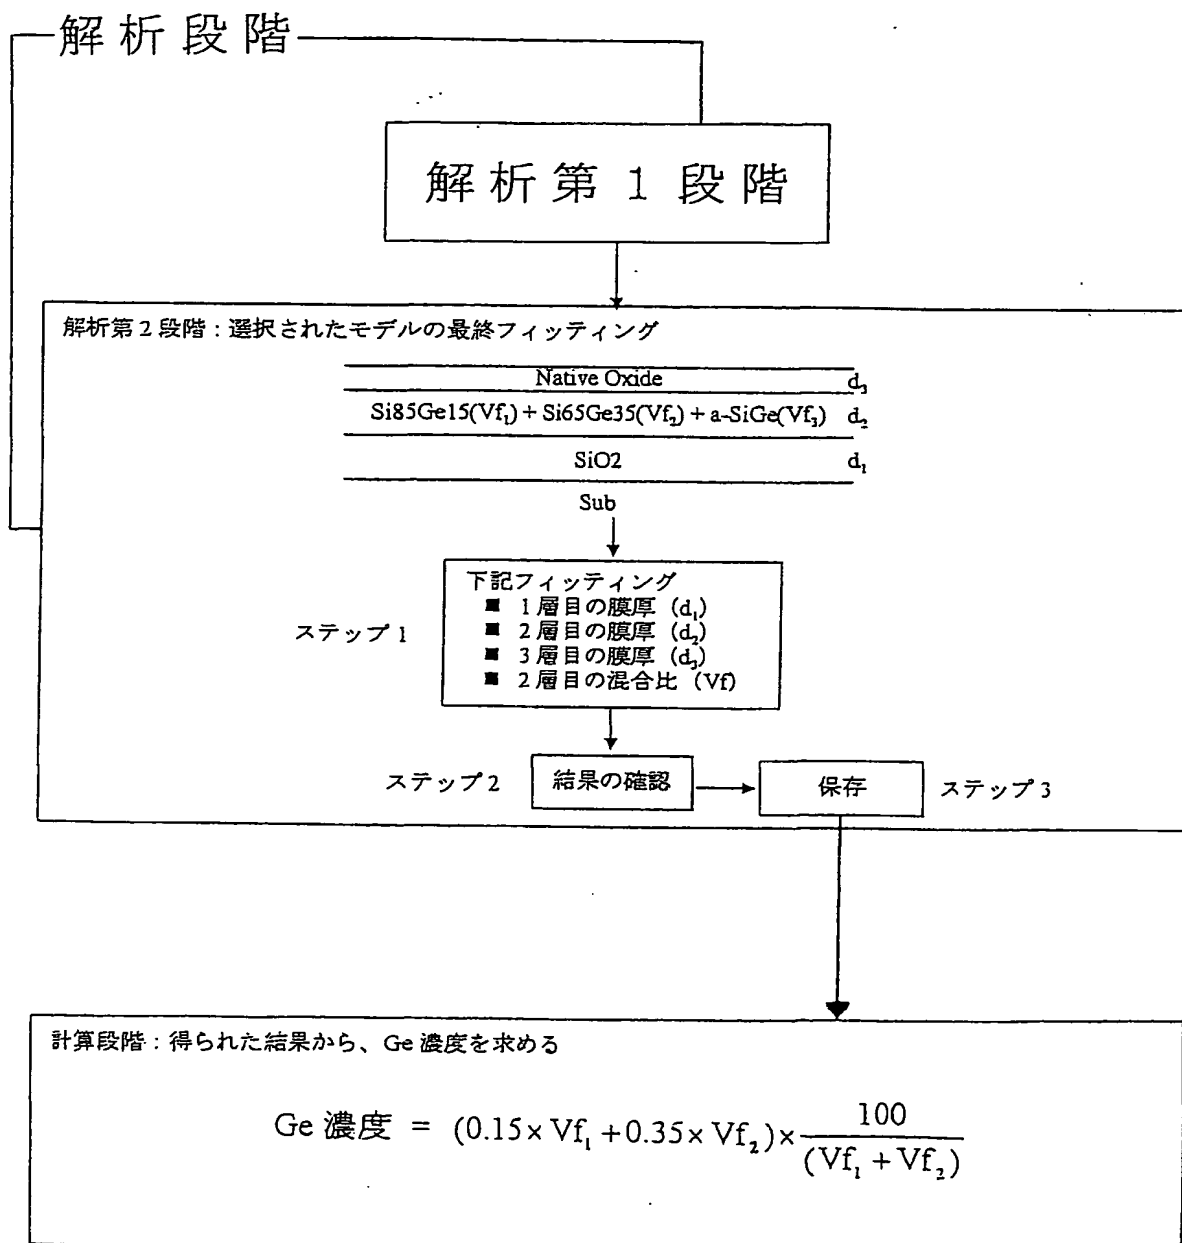 解析段階
解析第1段階
解析第2段階：選択されたモデルの最終フィッティング
Native Oxide d₃
Si85Ge15(Vf₁) + Si65Ge35(Vf₂) + a-SiGe(Vf₃) d₂
SiO2 d₁
Sub
下記フィッティング
■ 1層目の膜厚（d₁）
■ 2層目の膜厚（d₂）
■ 3層目の膜厚（d₃）
■ 2層目の混合比（Vf）
ステップ1
ステップ2 結果の確認 保存 ステップ3
計算段階：得られた結果から、Ge濃度を求める
Ge濃度 = (0.15× Vf₁ +0.35× Vf₂)× 100 / (Vf₁ + Vf₂)